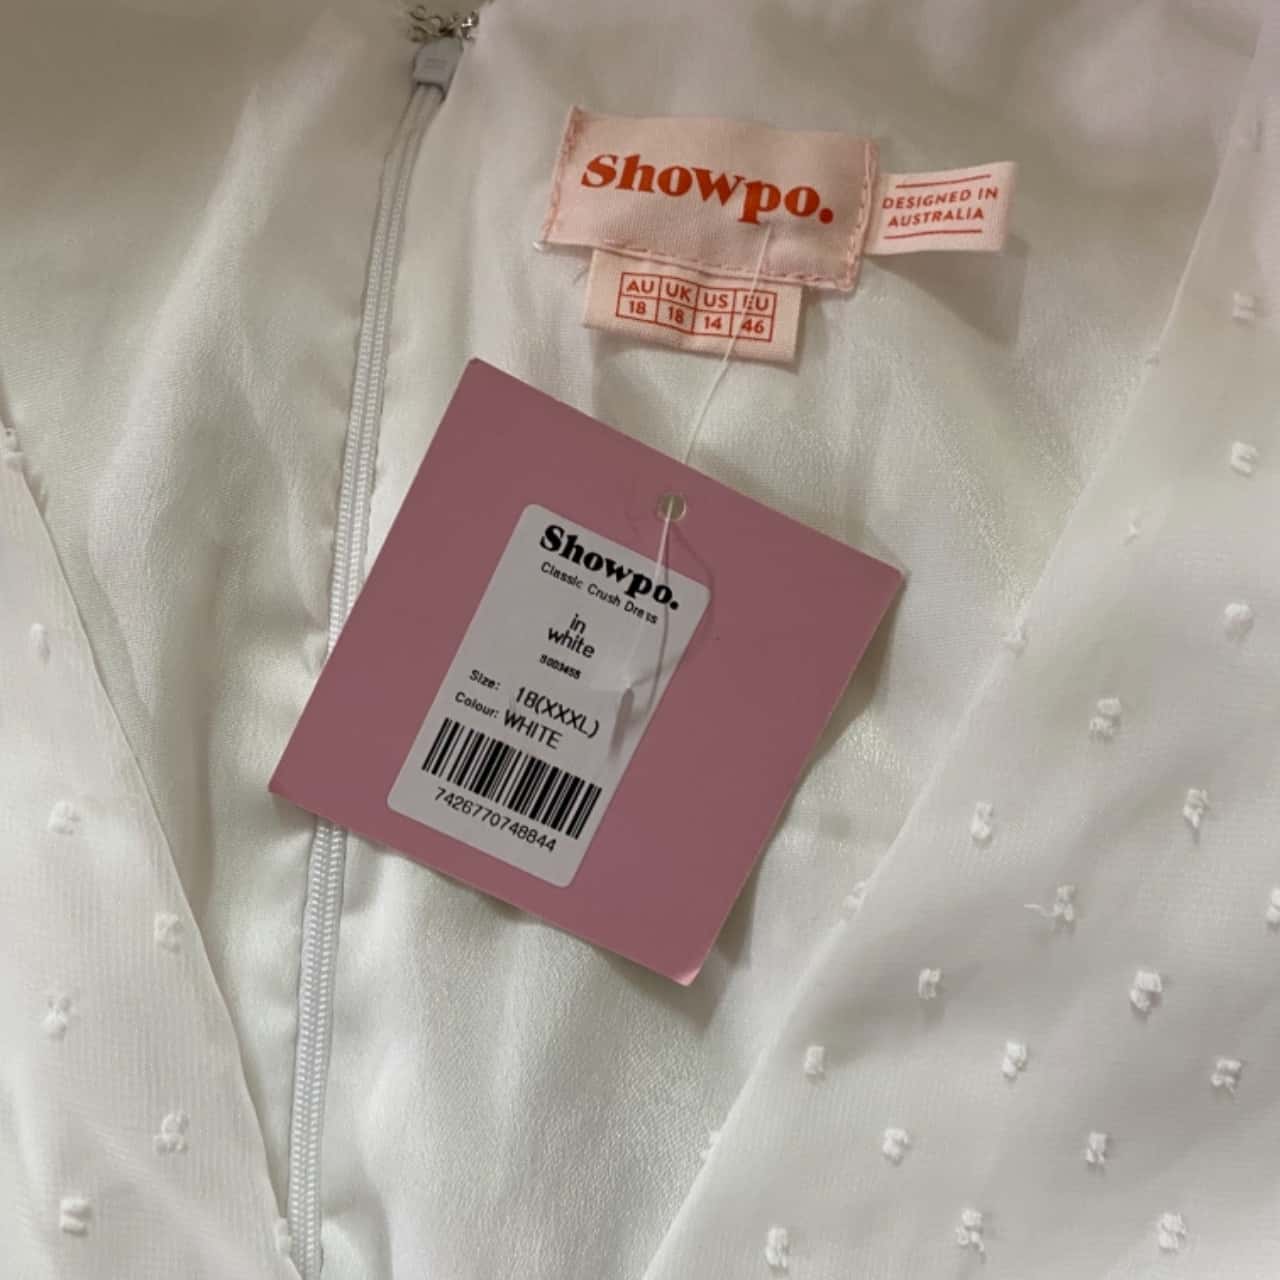 Showpo.
DESIGNED IN
AUSTRALIA
AU UK US EU
18 18 14 46
Showpo.
Classic Crush Dress
in
white
Size: 18(XXXL)
Colour: WHITE
7426770748844